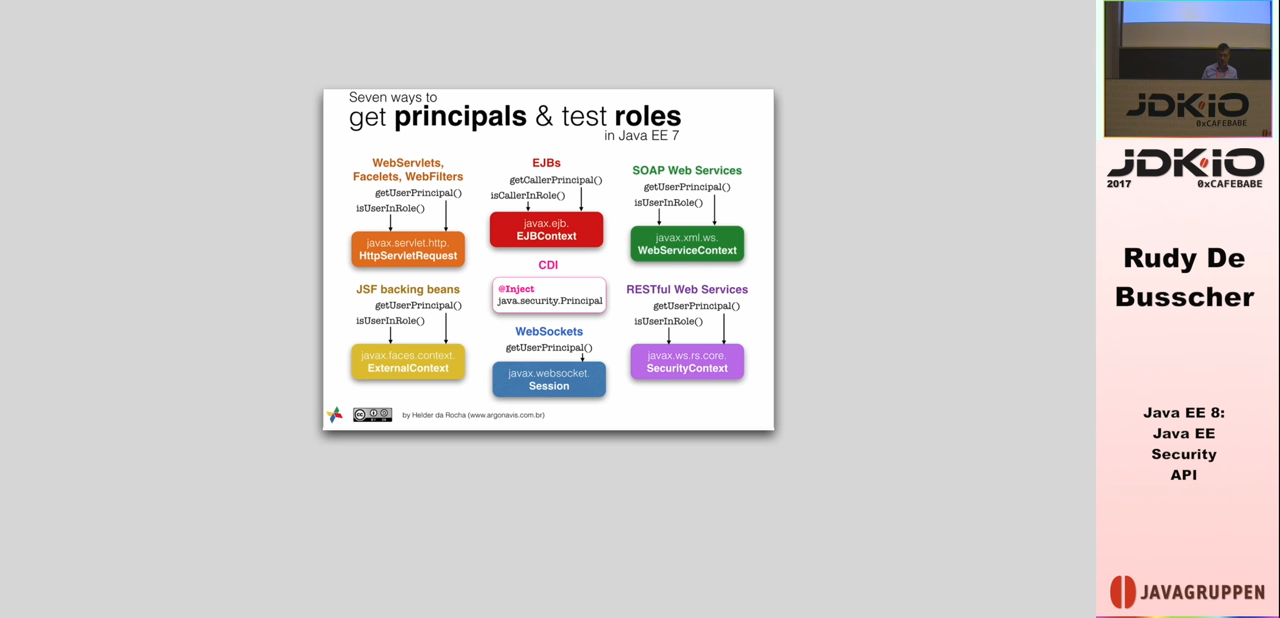 Seven ways to
get principals & test roles
in Java EE 7
WebServlets,
Facelets, WebFilters
getUserPrincipal()
isUserInRole()
javax.servlet.http.
HttpServletRequest
EJBs
getCallerPrincipal()
isCallerInRole()
javax.ejb.
EJBContext
SOAP Web Services
getUserPrincipal()
isUserInRole()
javax.xml.ws.
WebServiceContext
CDI
@Inject
java.security.Principal
JSF backing beans
getUserPrincipal()
isUserInRole()
javax.faces.context.
ExternalContext
WebSockets
getUserPrincipal()
javax.websocket.
Session
RESTful Web Services
getUserPrincipal()
isUserInRole()
javax.ws.rs.core.
SecurityContext
cc
by Helder da Rocha (www.argonavis.com.br)
JDKIO
0xCAFEBABE
JDKIO
2017 0xCAFEBABE
Rudy De
Busscher
Java EE 8:
Java EE
Security
API
JAVAGRUPPEN